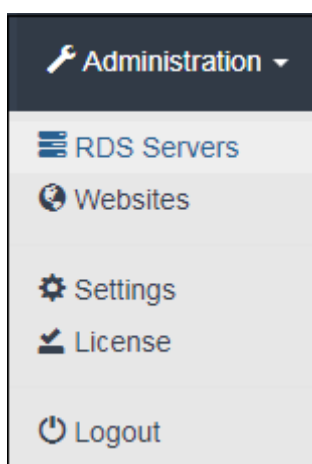 Administration
RDS Servers
Websites
Settings
License
Logout